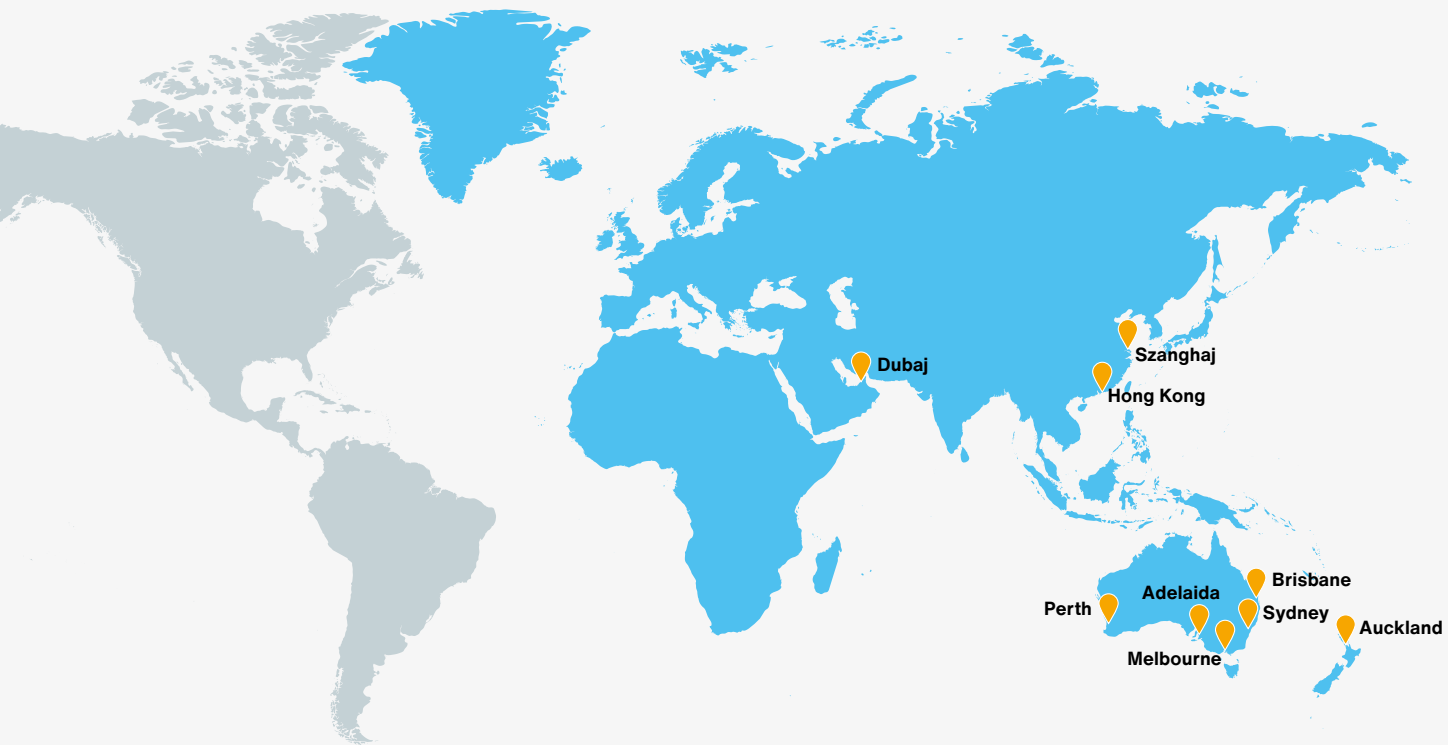 Szanghaj
Dubaj
Hong Kong
Brisbane
Adelaida
Perth
Sydney
Auckland
Melbourne